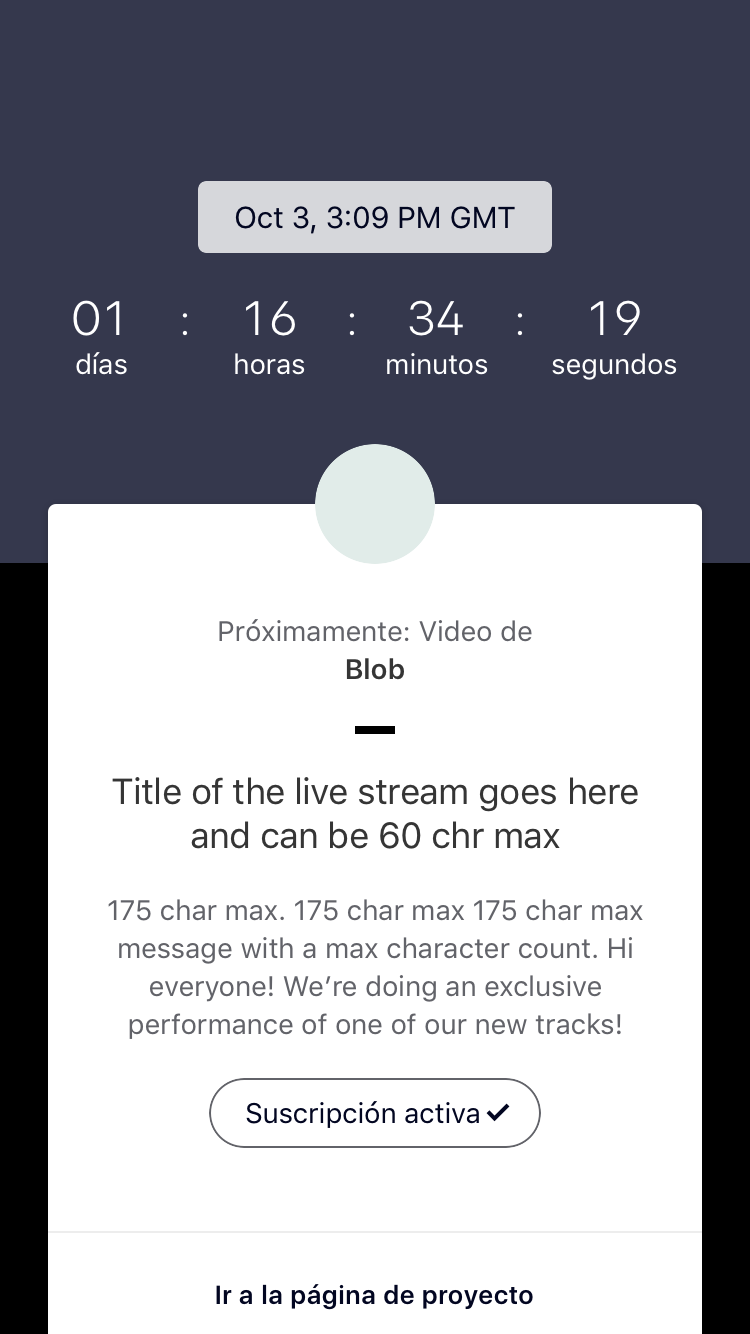 Oct 3, 3:09 PM GMT
01 : 16 : 34 : 19
días horas minutos segundos
Próximamente: Video de
Blob
Title of the live stream goes here
and can be 60 chr max
175 char max. 175 char max 175 char max
message with a max character count. Hi
everyone! We’re doing an exclusive
performance of one of our new tracks!
Suscripción activa ✓
Ir a la página de proyecto